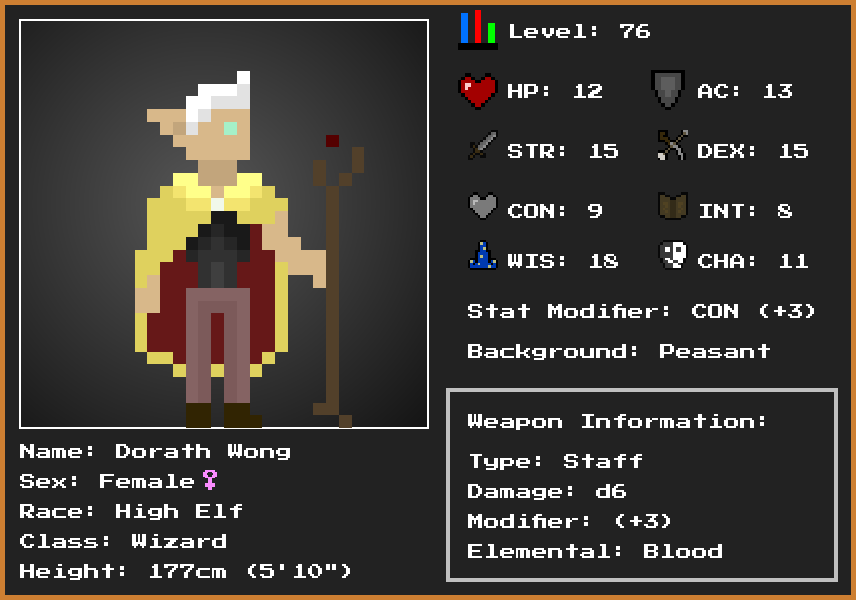 Level: 76
HP: 12
AC: 13
STR: 15
DEX: 15
CON: 9
INT: 8
WIS: 18
CHA: 11
Stat Modifier: CON (+3)
Background: Peasant
Weapon Information:
Type: Staff
Damage: d6
Modifier: (+3)
Elemental: Blood
Name: Dorath Wong
Sex: Female♀
Race: High Elf
Class: Wizard
Height: 177cm (5'10")